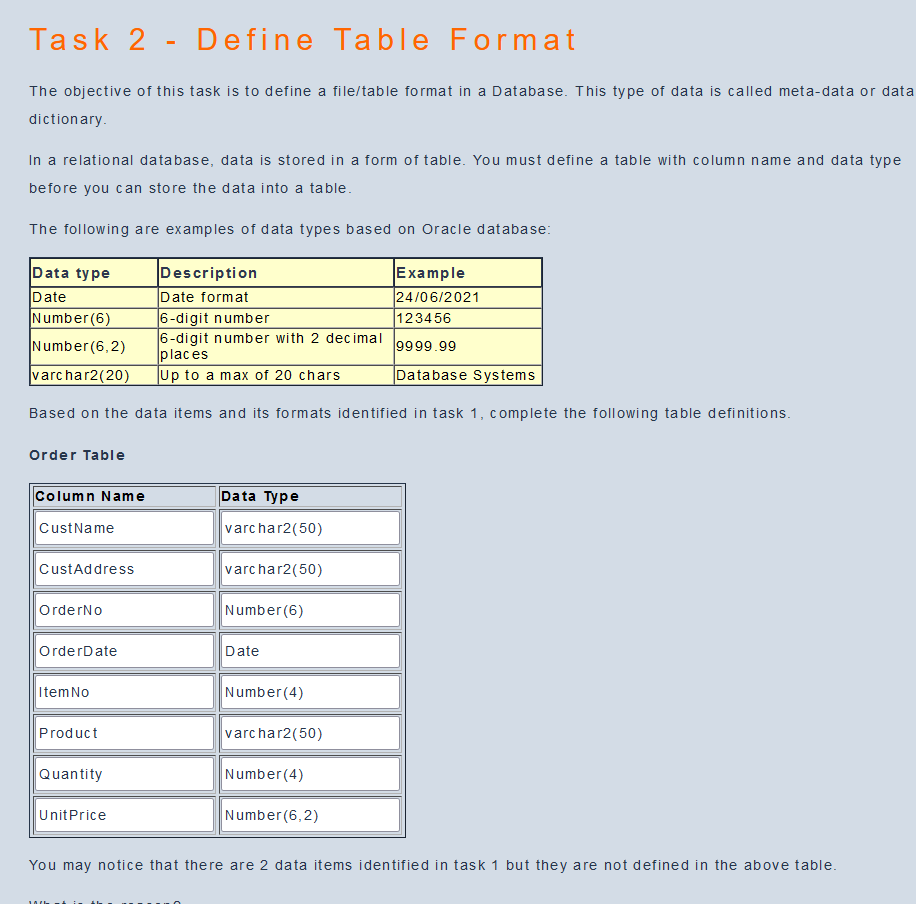 Task 2 - Define Table Format
The objective of this task is to define a file/table format in a Database. This type of data is called meta-data or data
dictionary.
In a relational database, data is stored in a form of table. You must define a table with column name and data type
before you can store the data into a table.
The following are examples of data types based on Oracle database:
Data type Description Example
Date Date format 24/06/2021
Number(6) 6-digit number 123456
Number(6,2) 6-digit number with 2 decimal places 9999.99
varchar2(20) Up to a max of 20 chars Database Systems
Based on the data items and its formats identified in task 1, complete the following table definitions.
Order Table
Column Name Data Type
CustName varchar2(50)
CustAddress varchar2(50)
OrderNo Number(6)
OrderDate Date
ItemNo Number(4)
Product varchar2(50)
Quantity Number(4)
UnitPrice Number(6,2)
You may notice that there are 2 data items identified in task 1 but they are not defined in the above table.
What is the reason?